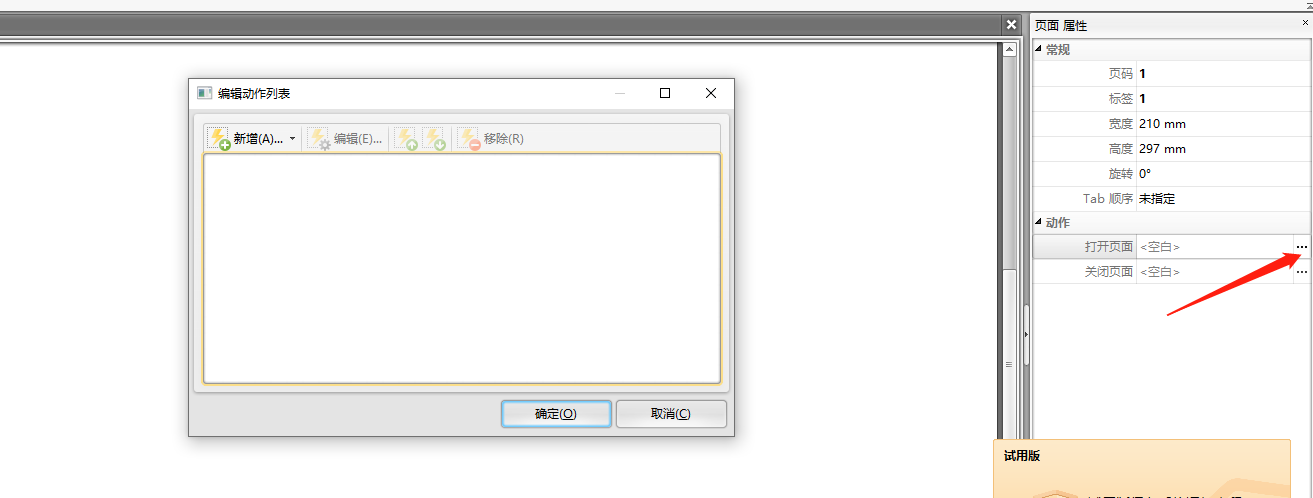 页面 属性
常规
页码 1
标签 1
宽度 210 mm
高度 297 mm
旋转 0°
Tab 顺序 未指定
动作
打开页面 <空白> ...
关闭页面 <空白> ...
编辑动作列表
新增(A)... 编辑(E)... 移除(R)
确定(O) 取消(C)
试用版